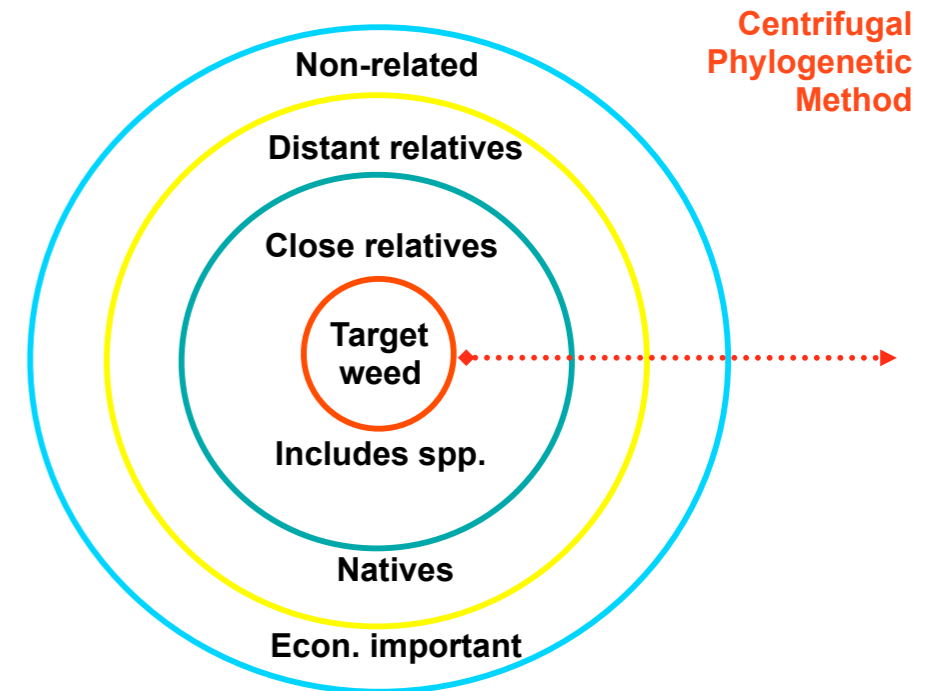 Centrifugal
Phylogenetic
Method
Non-related
Distant relatives
Close relatives
Target
weed
Includes spp.
Natives
Econ. important